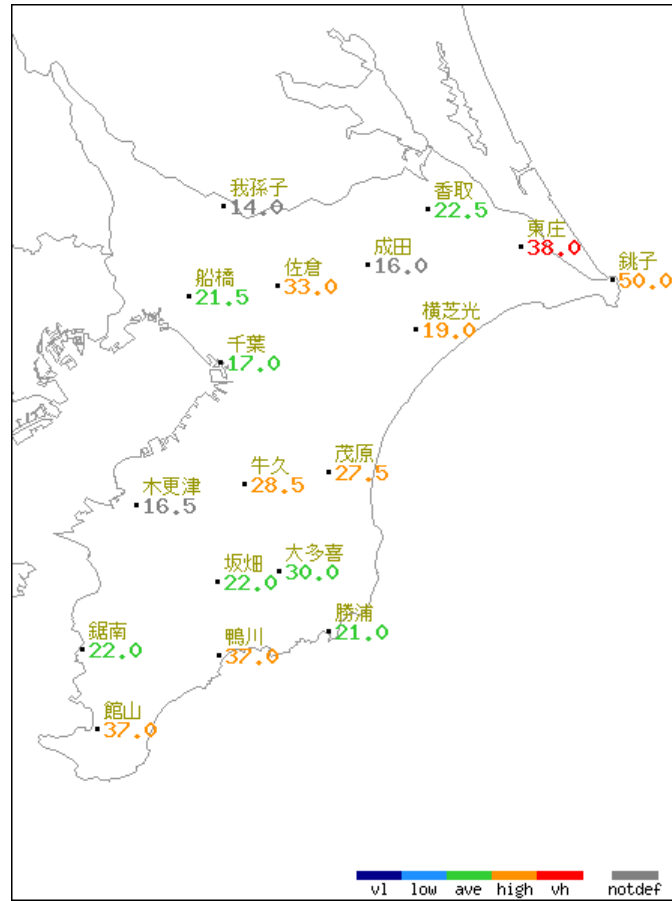 我孫子
14.0
香取
22.5
東庄
38.0
成田
16.0
銚子
50.0
船橋
21.5
佐倉
33.0
横芝光
19.0
千葉
17.0
茂原
27.5
牛久
28.5
木更津
16.5
大多喜
30.0
坂畑
22.0
勝浦
21.0
鋸南
22.0
鴨川
37.0
館山
37.0
vl low ave high vh notdef